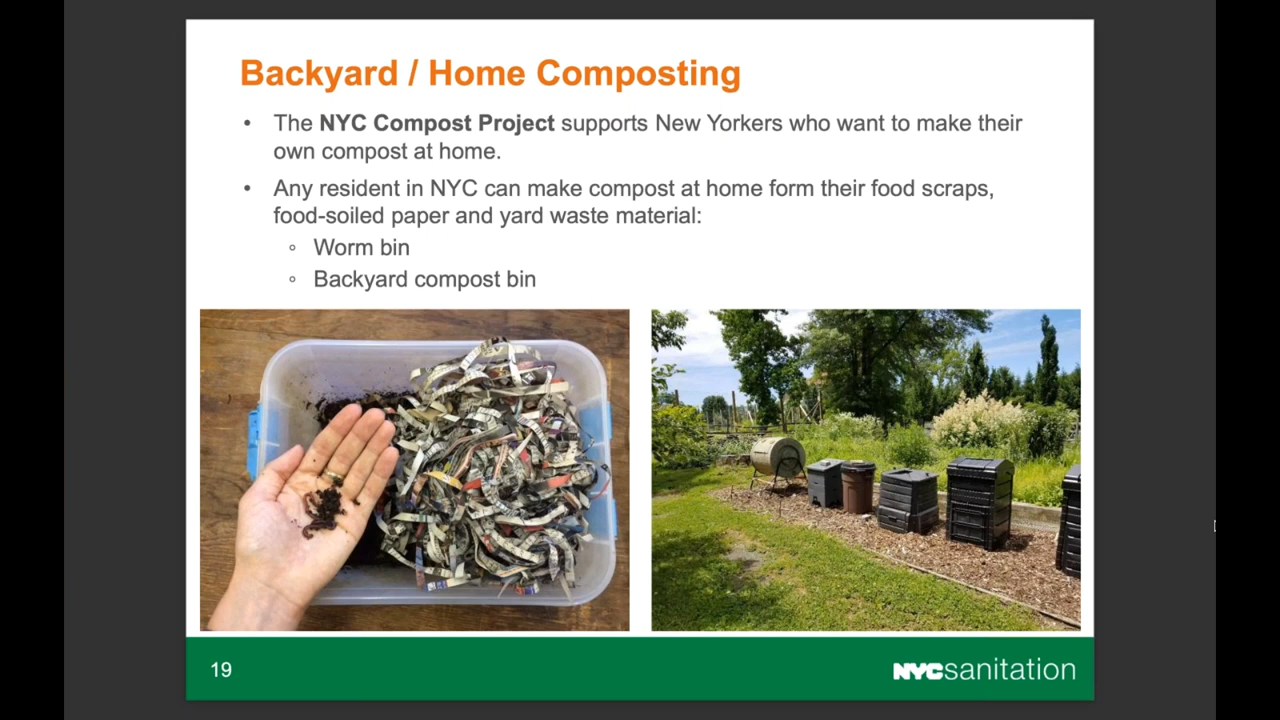 Backyard / Home Composting
• The NYC Compost Project supports New Yorkers who want to make their
own compost at home.
• Any resident in NYC can make compost at home form their food scraps,
food-soiled paper and yard waste material:
◦ Worm bin
◦ Backyard compost bin
19
NYCsanitation